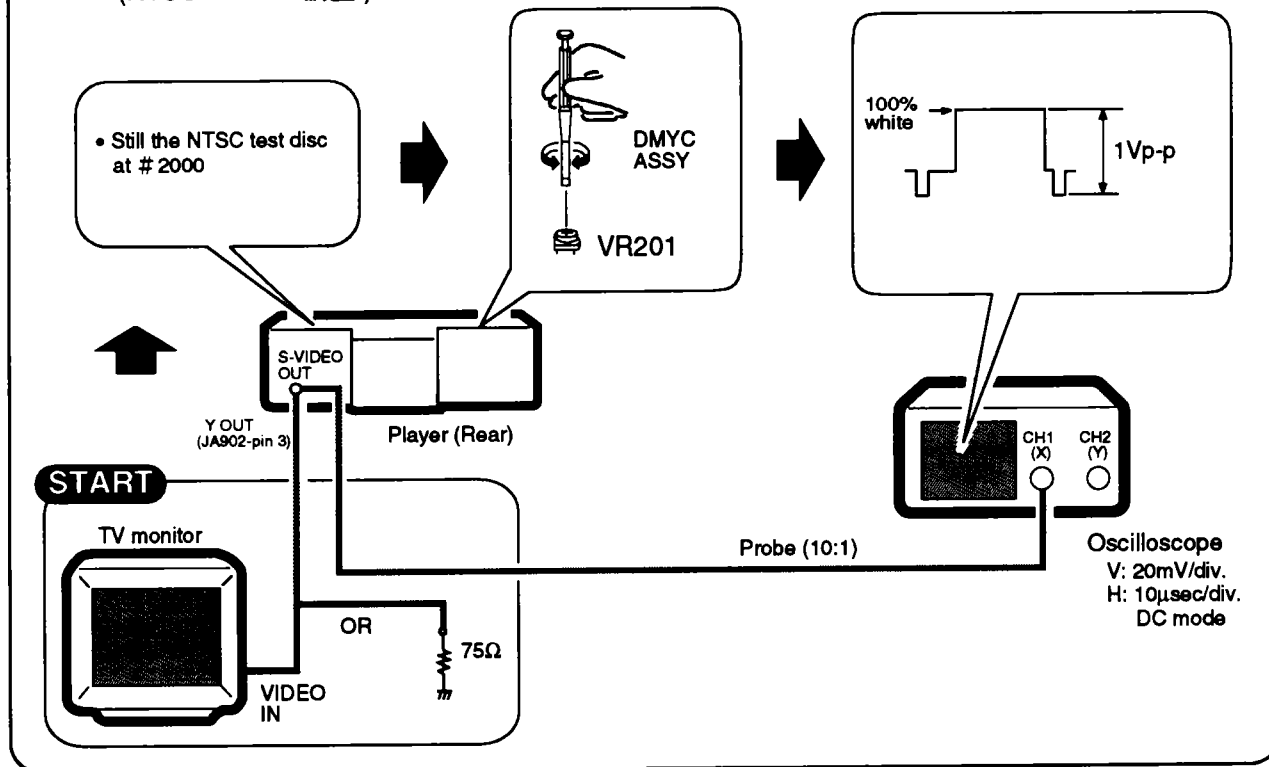 • Still the NTSC test disc
at # 2000
DMYC
ASSY
VR201
100%
white
1Vp-p
S-VIDEO
OUT
Y OUT
(JA902-pin 3)
Player (Rear)
CH1
(X)
CH2
(Y)
START
TV monitor
Probe (10:1)
Oscilloscope
V: 20mV/div.
H: 10µsec/div.
DC mode
OR
75Ω
VIDEO
IN